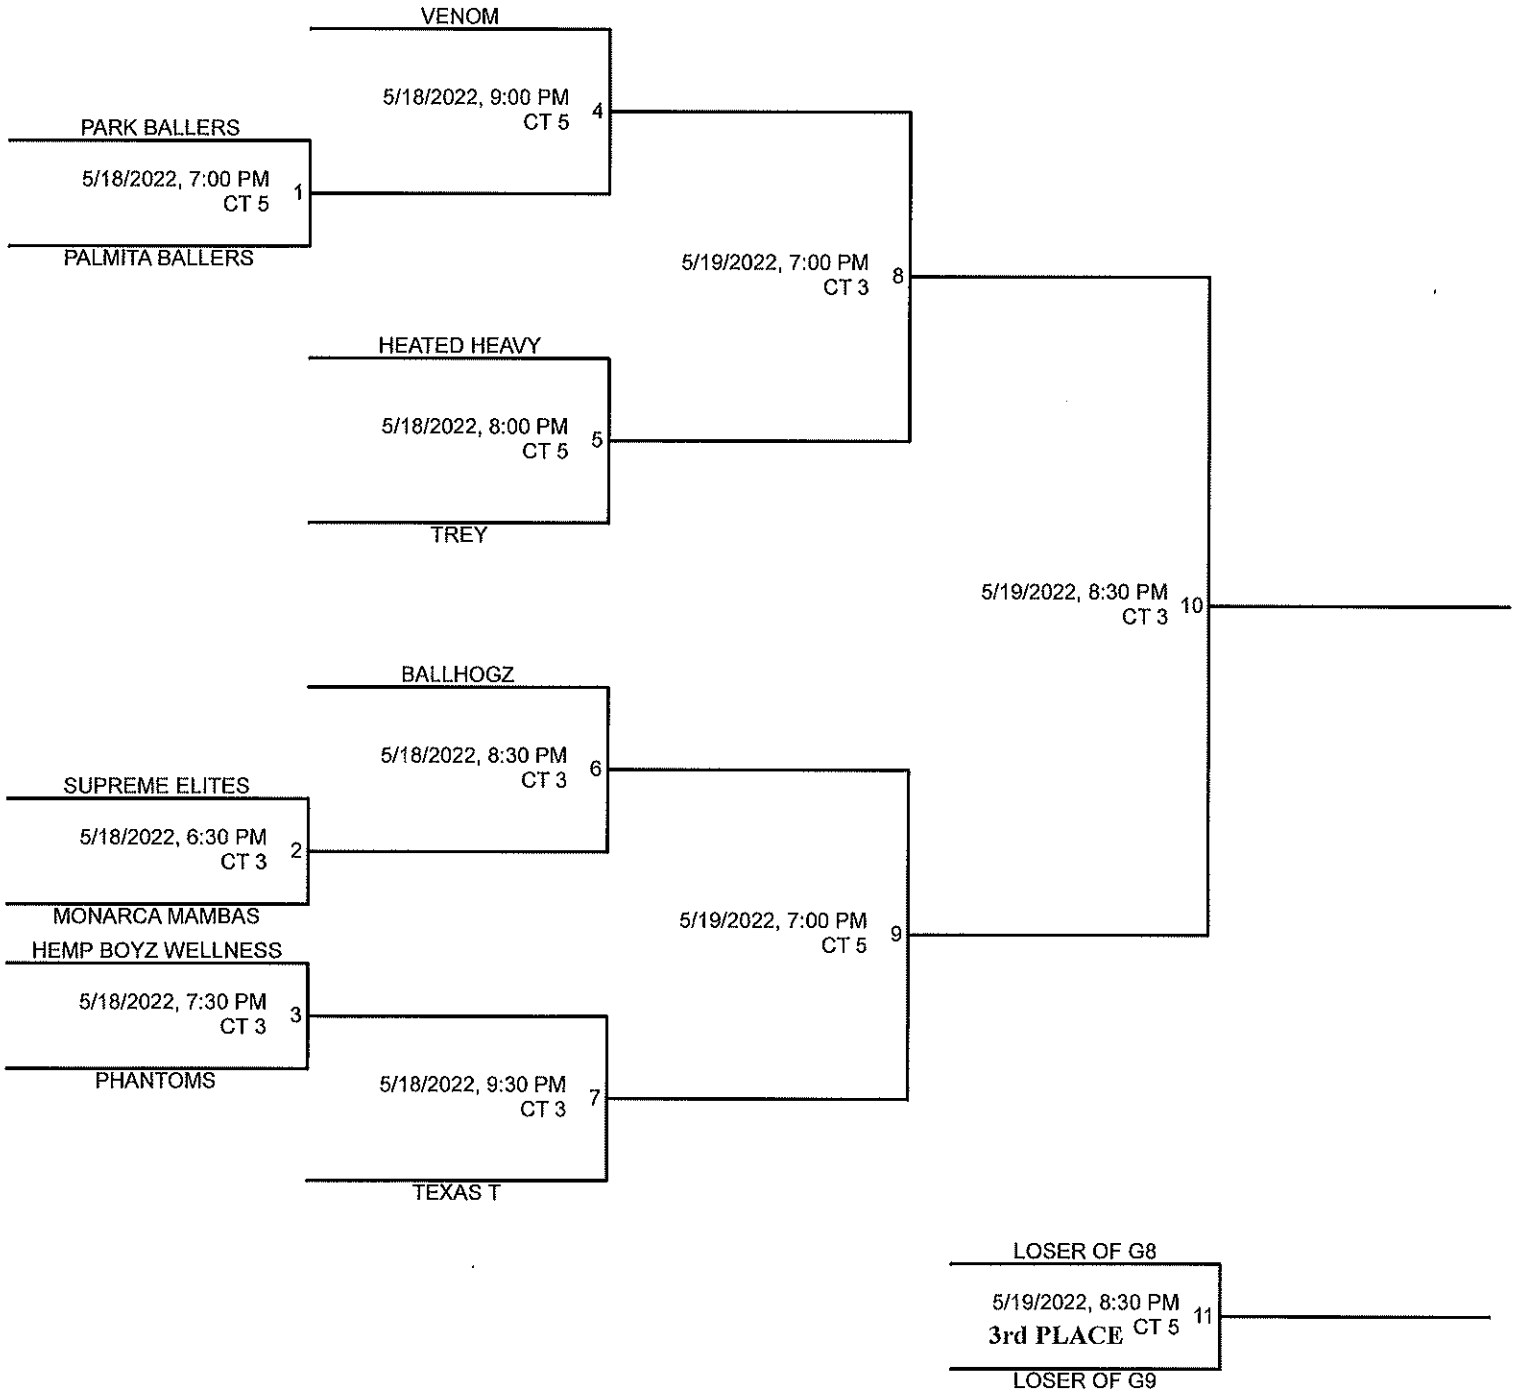 VENOM
5/18/2022, 9:00 PM
CT 5
4
PARK BALLERS
5/18/2022, 7:00 PM
CT 5
1
PALMITA BALLERS
5/19/2022, 7:00 PM
CT 3
8
HEATED HEAVY
5/18/2022, 8:00 PM
CT 5
5
TREY
5/19/2022, 8:30 PM
CT 3
10
BALLHOGZ
5/18/2022, 8:30 PM
CT 3
6
SUPREME ELITES
5/18/2022, 6:30 PM
CT 3
2
MONARCA MAMBAS
5/19/2022, 7:00 PM
CT 5
9
HEMP BOYZ WELLNESS
5/18/2022, 7:30 PM
CT 3
3
PHANTOMS
5/18/2022, 9:30 PM
CT 3
7
TEXAS T
LOSER OF G8
5/19/2022, 8:30 PM
3rd PLACE CT 5
11
LOSER OF G9